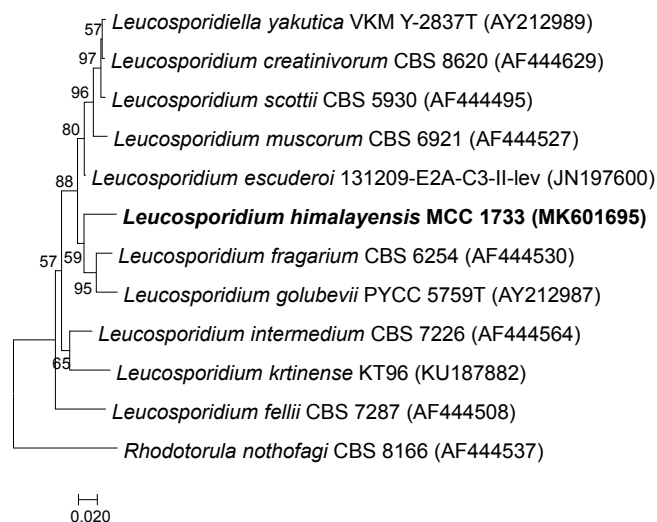 57
Leucosporidiella yakutica VKM Y-2837T (AY212989)
97
Leucosporidium creatinivorum CBS 8620 (AF444629)
96
Leucosporidium scottii CBS 5930 (AF444495)
80
Leucosporidium muscorum CBS 6921 (AF444527)
88
Leucosporidium escuderoi 131209-E2A-C3-II-lev (JN197600)
Leucosporidium himalayensis MCC 1733 (MK601695)
57
59
Leucosporidium fragarium CBS 6254 (AF444530)
95
Leucosporidium golubevii PYCC 5759T (AY212987)
Leucosporidium intermedium CBS 7226 (AF444564)
65
Leucosporidium krtinense KT96 (KU187882)
Leucosporidium fellii CBS 7287 (AF444508)
Rhodotorula nothofagi CBS 8166 (AF444537)
0.020